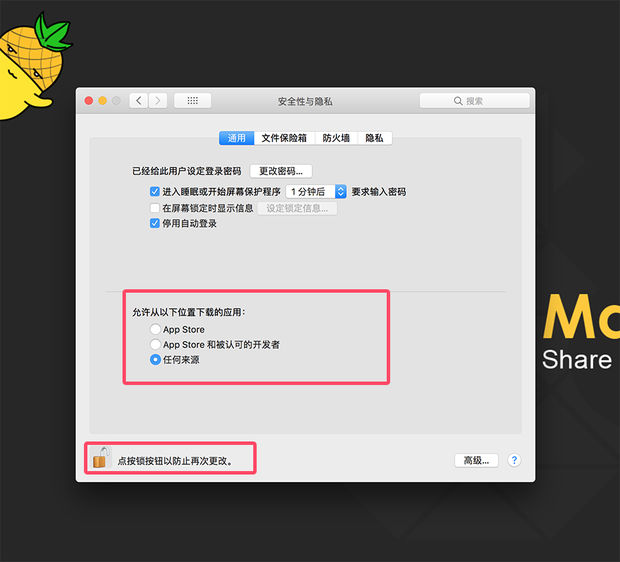 安全性与隐私
搜索
通用 文件保险箱 防火墙 隐私
已经给此用户设定登录密码 更改密码...
进入睡眠或开始屏幕保护程序 1 分钟后 要求输入密码
在屏幕锁定时显示信息 设定锁定信息...
停用自动登录
允许从以下位置下载的应用：
App Store
App Store 和被认可的开发者
任何来源
点按锁按钮以防止再次更改。
高级... ?
Share